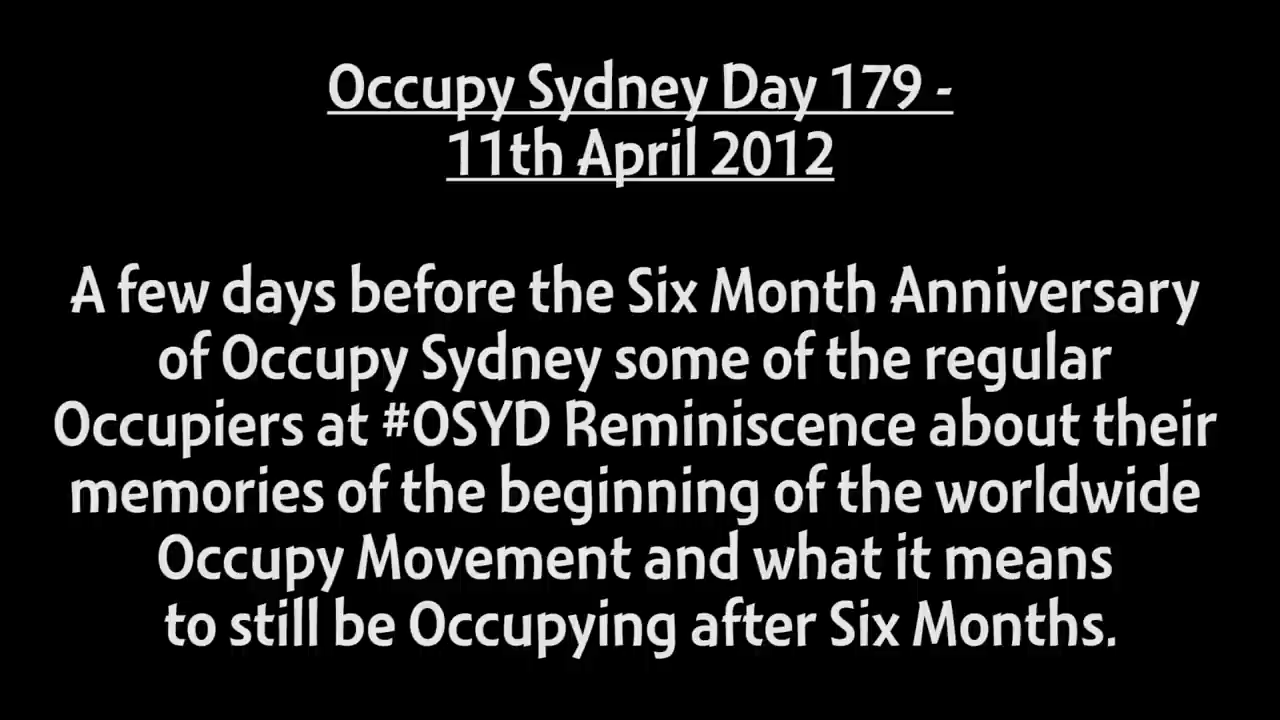 Occupy Sydney Day 179 -
11th April 2012
A few days before the Six Month Anniversary
of Occupy Sydney some of the regular
Occupiers at #OSYD Reminiscence about their
memories of the beginning of the worldwide
Occupy Movement and what it means
to still be Occupying after Six Months.